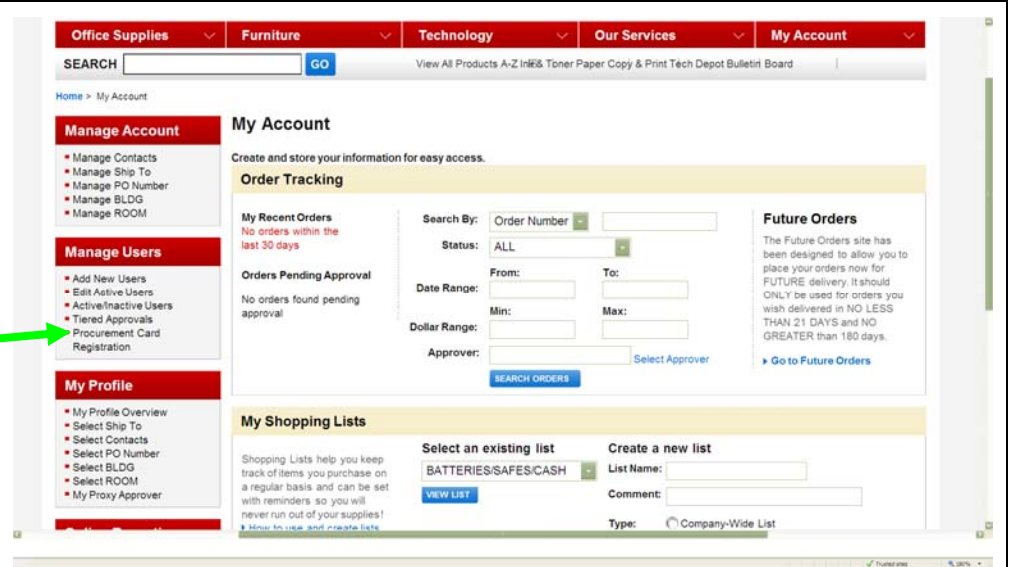 Office Supplies Furniture Technology Our Services My Account
SEARCH GO View All Products A-Z Ink & Toner Paper Copy & Print Tech Depot Bulletin Board
Home > My Account
Manage Account
Manage Contacts
Manage Ship To
Manage PO Number
Manage BLDG
Manage ROOM
Manage Users
Add New Users
Edit Active Users
Active/Inactive Users
Tiered Approvals
Procurement Card
Registration
My Profile
My Profile Overview
Select Ship To
Select Contacts
Select PO Number
Select BLDG
Select ROOM
My Proxy Approver
My Account
Create and store your information for easy access.
Order Tracking
My Recent Orders
No orders within the
last 30 days
Orders Pending Approval
No orders found pending
approval
Search By: Order Number
Status: ALL
From: To:
Date Range:
Min: Max:
Dollar Range:
Approver: Select Approver
SEARCH ORDERS
Future Orders
The Future Orders site has
been designed to allow you to
place your orders now for
FUTURE delivery. It should
ONLY be used for orders you
wish delivered in NO LESS
THAN 21 DAYS and NO
GREATER than 180 days.
Go to Future Orders
My Shopping Lists
Shopping Lists help you keep
track of items you purchase on
a regular basis and can be set
with reminders so you will
never run out of your supplies!
How to use and create lists
Select an existing list
BATTERIES/SAFES/CASH
VIEW LIST
Create a new list
List Name:
Comment:
Type: Company-Wide List
Trusted sites